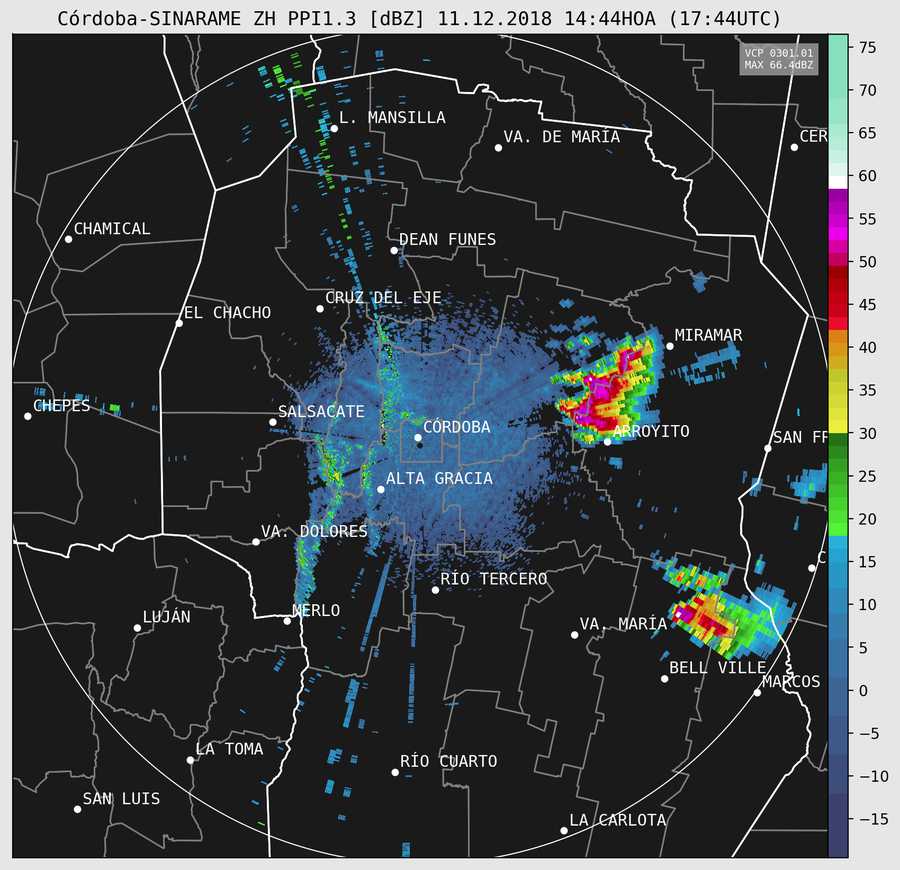 Córdoba-SINARAME ZH PPI1.3 [dBZ] 11.12.2018 14:44HOA (17:44UTC)
VCP 0301.01
MAX 66.4dBZ
L. MANSILLA
VA. DE MARÍA
CER
CHAMICAL
DEAN FUNES
CRUZ DEL EJE
EL CHACHO
MIRAMAR
CHEPES
SALSACATE
CÓRDOBA
ARROYITO
SAN FR
ALTA GRACIA
VA. DOLORES
C
RÍO TERCERO
MERLO
LUJÁN
VA. MARÍA
BELL VILLE
MARCOS
LA TOMA
RÍO CUARTO
SAN LUIS
LA CARLOTA
75
70
65
60
55
50
45
40
35
30
25
20
15
10
5
0
−5
−10
−15